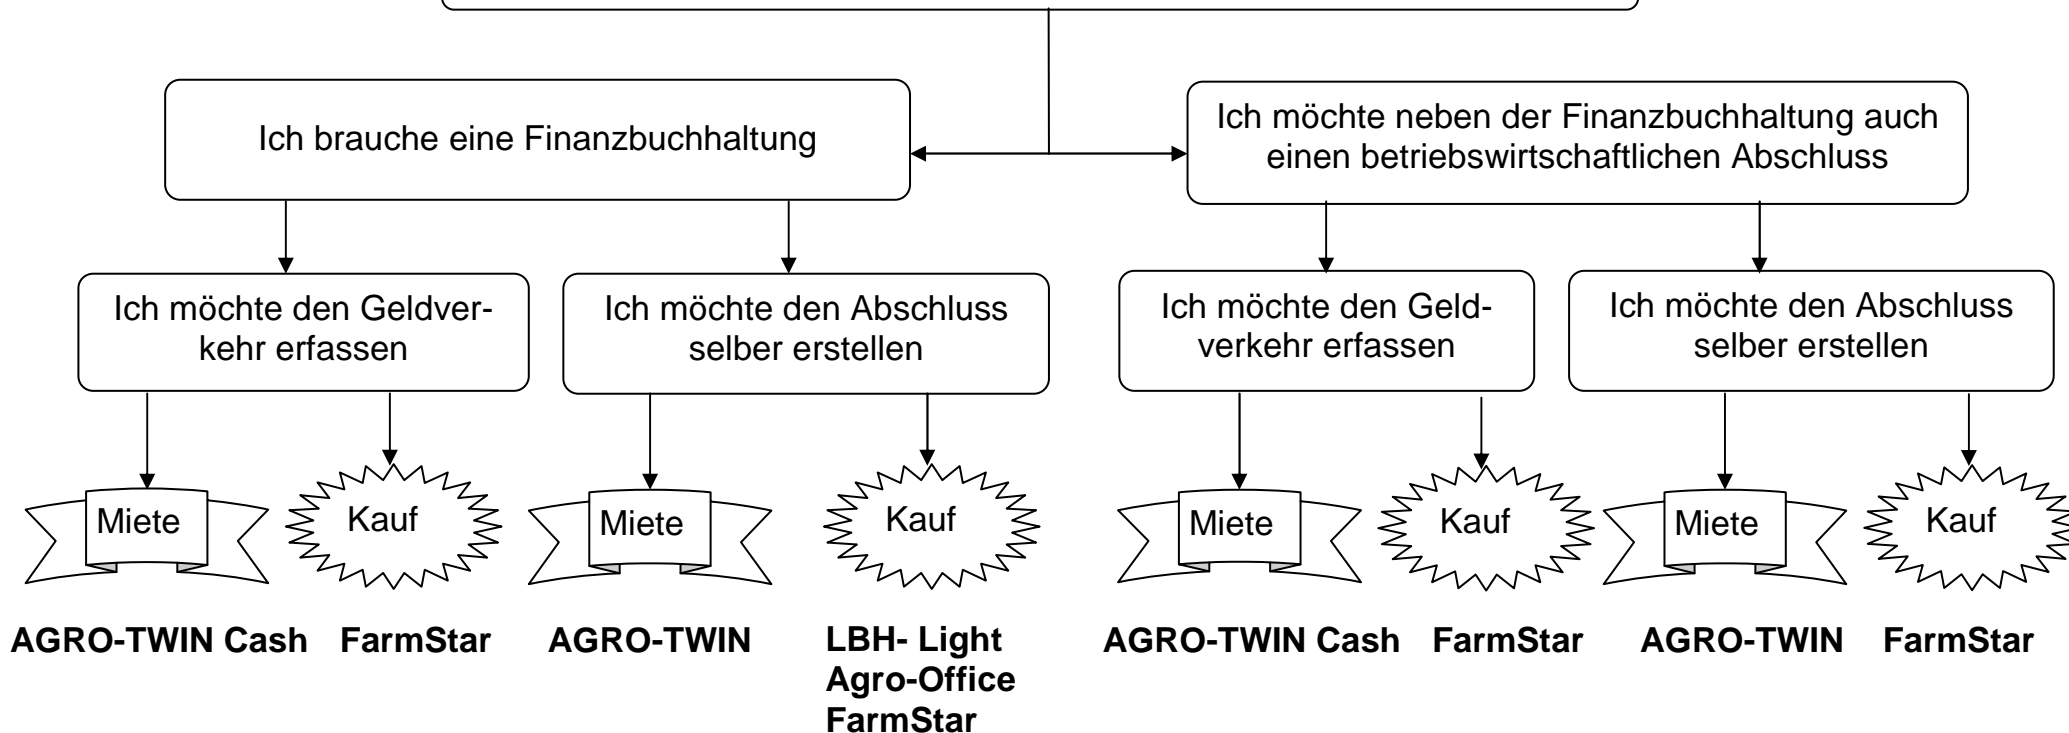 Ich brauche eine Finanzbuchhaltung
Ich möchte neben der Finanzbuchhaltung auch
einen betriebswirtschaftlichen Abschluss
Ich möchte den Geldver-
kehr erfassen
Ich möchte den Abschluss
selber erstellen
Ich möchte den Geld-
verkehr erfassen
Ich möchte den Abschluss
selber erstellen
Miete
Kauf
Miete
Kauf
Miete
Kauf
Miete
Kauf
AGRO-TWIN Cash
FarmStar
AGRO-TWIN
LBH- Light
Agro-Office
FarmStar
AGRO-TWIN Cash
FarmStar
AGRO-TWIN
FarmStar